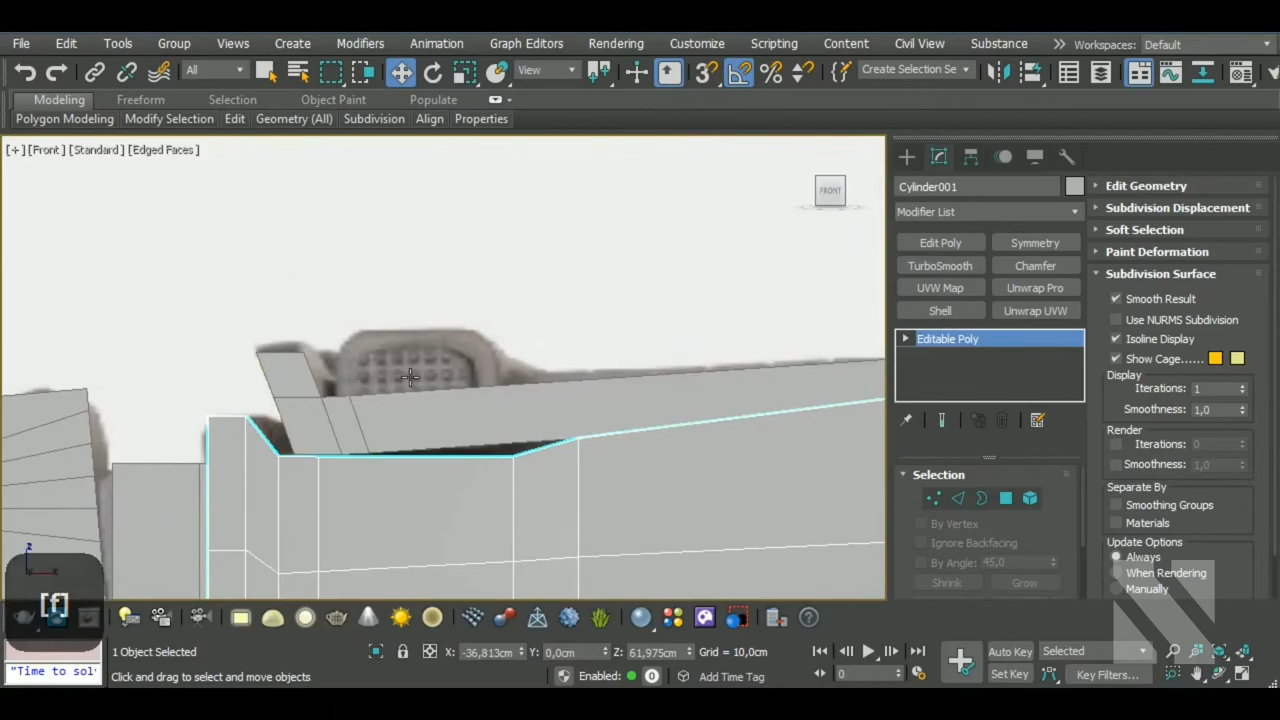 File Edit Tools Group Views Create Modifiers Animation Graph Editors Rendering Customize Scripting Content Civil View Substance Workspaces: Default
All View Create Selection Se
Modeling Freeform Selection Object Paint Populate
Polygon Modeling Modify Selection Edit Geometry (All) Subdivision Align Properties
[+] [Front] [Standard] [Edged Faces]
FRONT
Cylinder001
Modifier List
Edit Poly Symmetry
TurboSmooth Chamfer
UVW Map Unwrap Pro
Shell Unwrap UVW
Editable Poly
Selection
By Vertex
Ignore Backfacing
By Angle: 45,0
Shrink Grow
Edit Geometry
Subdivision Displacement
Soft Selection
Paint Deformation
Subdivision Surface
Smooth Result
Use NURMS Subdivision
Isoline Display
Show Cage......
Display
Iterations: 1
Smoothness: 1,0
Render
Iterations: 0
Smoothness: 1,0
Separate By
Smoothing Groups
Materials
Update Options
Always
When Rendering
Manually
z
[f]
"Time to sol
1 Object Selected X: -36,813cm Y: 0,0cm Z: 61,975cm Grid = 10,0cm
Click and drag to select and move objects Enabled: 0 Add Time Tag
0
Auto Key Selected
Set Key Key Filters...